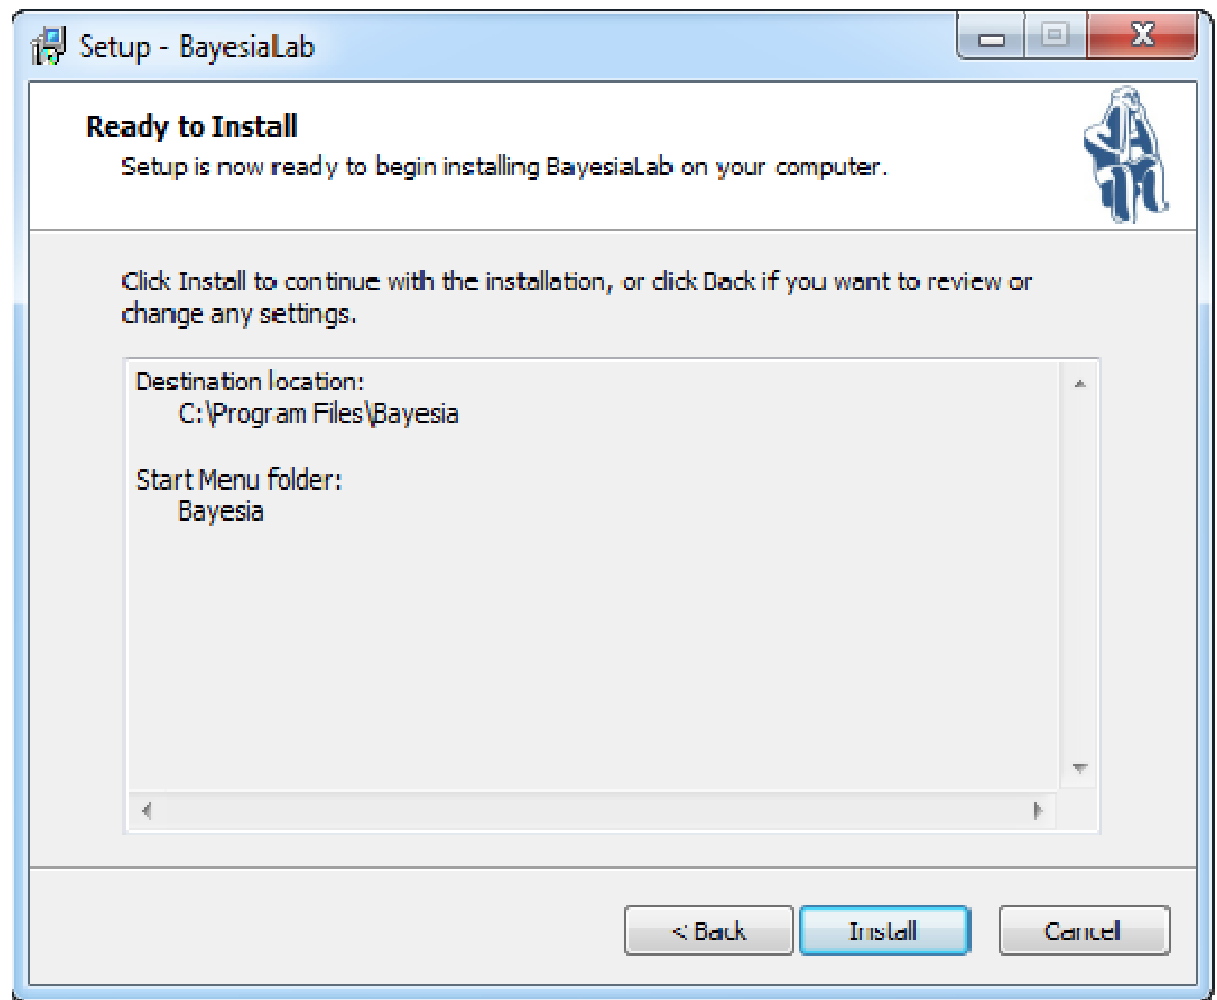 Setup - BayesiaLab
Ready to Install
Setup is now ready to begin installing BayesiaLab on your computer.
Click Install to continue with the installation, or click Back if you want to review or
change any settings.
Destination location:
C:\Program Files\Bayesia
Start Menu folder:
Bayesia
< Back
Install
Cancel